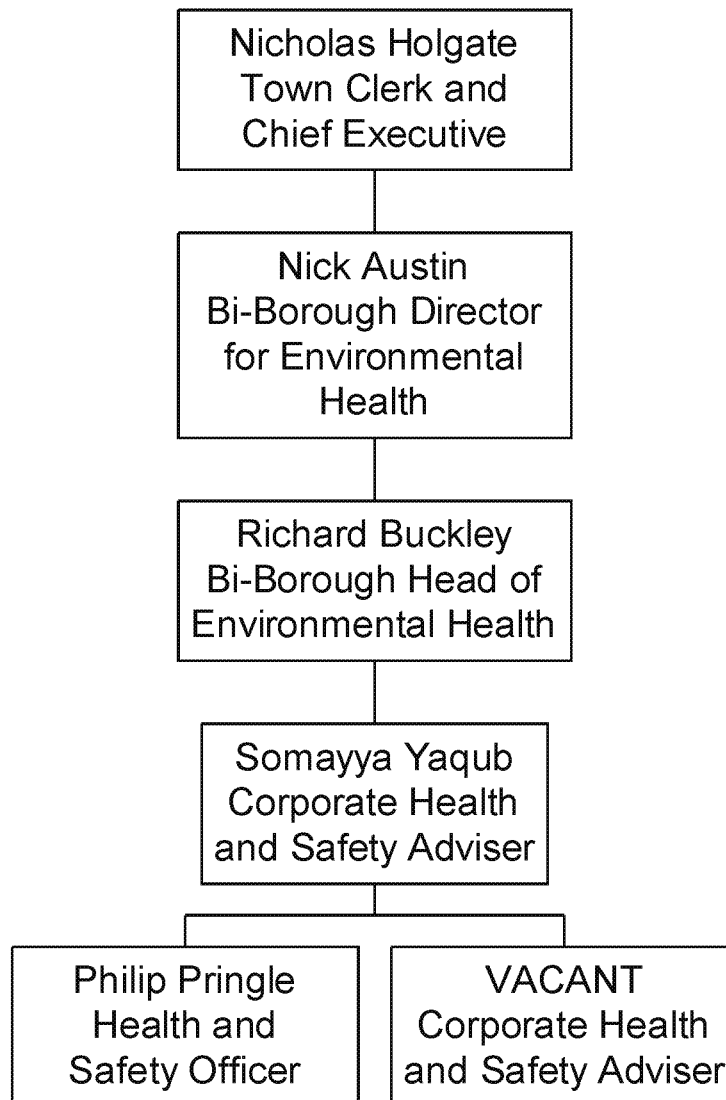 Nicholas Holgate
Town Clerk and
Chief Executive
Nick Austin
Bi-Borough Director
for Environmental
Health
Richard Buckley
Bi-Borough Head of
Environmental Health
Somayya Yaqub
Corporate Health
and Safety Adviser
Philip Pringle
Health and
Safety Officer
VACANT
Corporate Health
and Safety Adviser